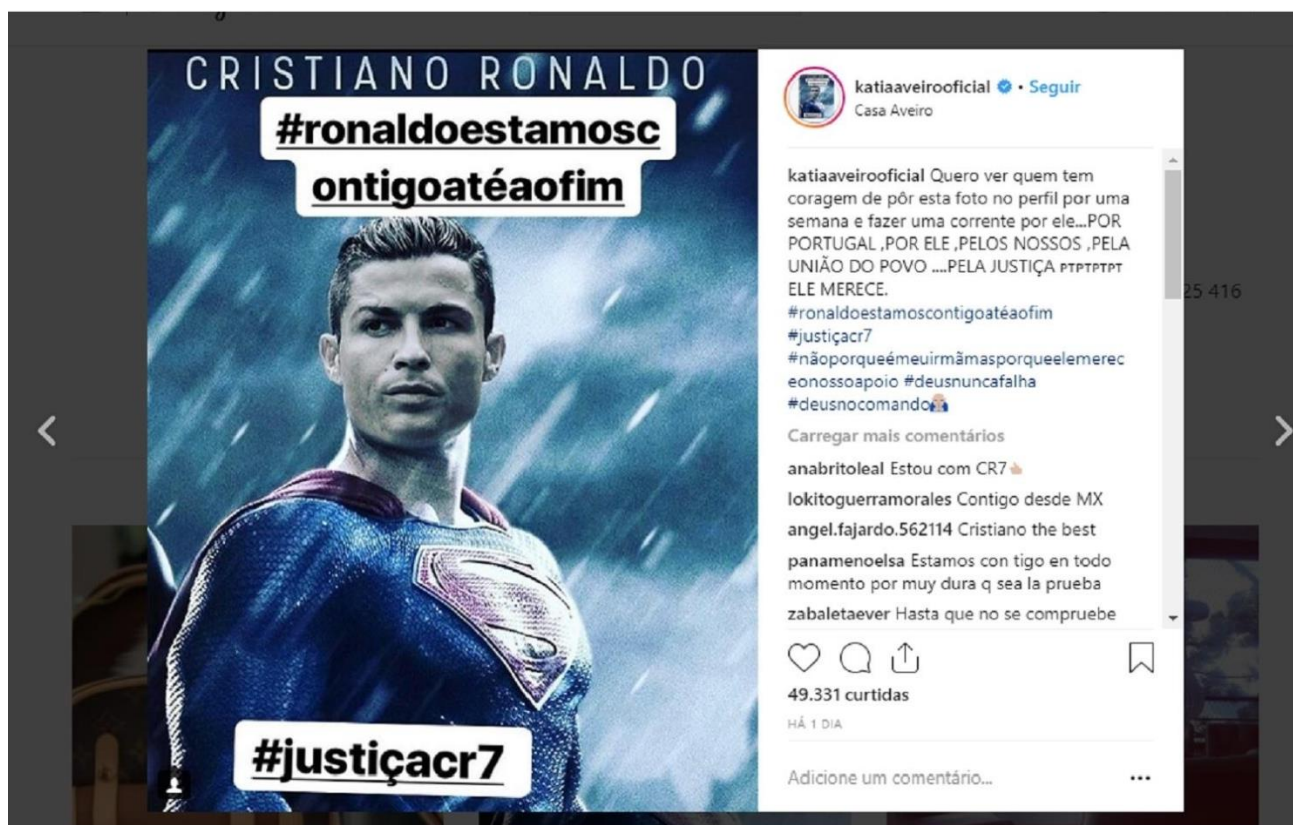 CRISTIANO RONALDO
#ronaldoestamosc
ontigoatéaofim
#justiçacr7
katiaaveirooficial • Seguir
Casa Aveiro
katiaaveirooficial Quero ver quem tem
coragem de pôr esta foto no perfil por uma
semana e fazer uma corrente por ele...POR
PORTUGAL ,POR ELE ,PELOS NOSSOS ,PELA
UNIÃO DO POVO ....PELA JUSTIÇA PTPTPTPT
ELE MERECE.
#ronaldoestamoscontigoatéaofim
#justiçacr7
#nãoporqueémeuirmãmasporqueelemerec
eonossoapoio #deusnuncafalha
#deusnocomando
Carregar mais comentários
anabritoleal Estou com CR7
lokitoguerramorales Contigo desde MX
angel.fajardo.562114 Cristiano the best
panamenoelsa Estamos con tigo en todo
momento por muy dura q sea la prueba
zabaletaever Hasta que no se compruebe
49.331 curtidas
HÁ 1 DIA
Adicione um comentário...
25 416